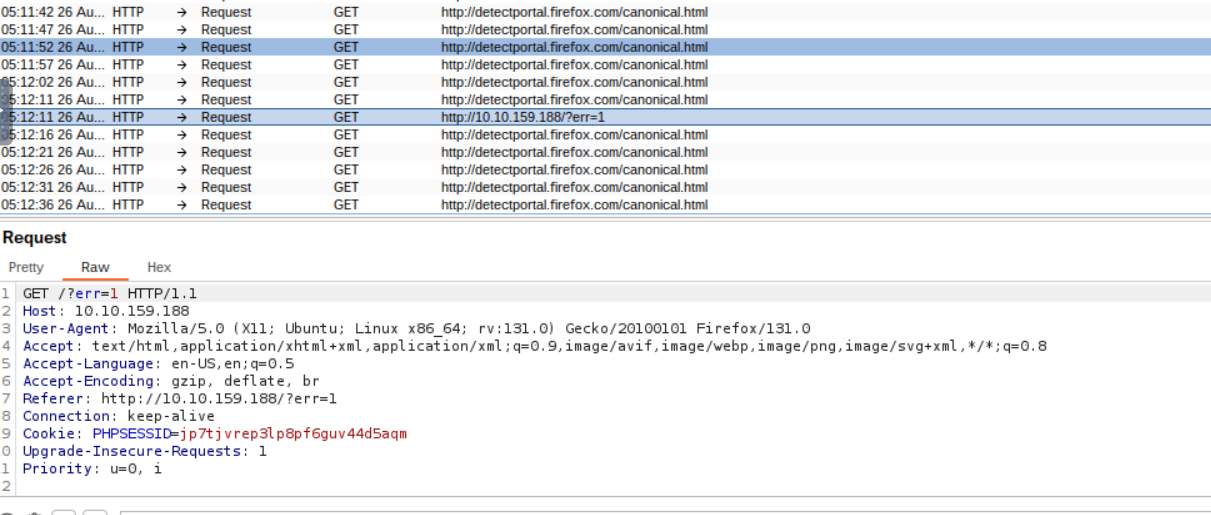 05:11:42 26 Au... HTTP → Request GET http://detectportal.firefox.com/canonical.html
05:11:47 26 Au... HTTP → Request GET http://detectportal.firefox.com/canonical.html
05:11:52 26 Au... HTTP → Request GET http://detectportal.firefox.com/canonical.html
05:11:57 26 Au... HTTP → Request GET http://detectportal.firefox.com/canonical.html
05:12:02 26 Au... HTTP → Request GET http://detectportal.firefox.com/canonical.html
05:12:11 26 Au... HTTP → Request GET http://detectportal.firefox.com/canonical.html
05:12:11 26 Au... HTTP → Request GET http://10.10.159.188/?err=1
05:12:16 26 Au... HTTP → Request GET http://detectportal.firefox.com/canonical.html
05:12:21 26 Au... HTTP → Request GET http://detectportal.firefox.com/canonical.html
05:12:26 26 Au... HTTP → Request GET http://detectportal.firefox.com/canonical.html
05:12:31 26 Au... HTTP → Request GET http://detectportal.firefox.com/canonical.html
05:12:36 26 Au... HTTP → Request GET http://detectportal.firefox.com/canonical.html
Request
Pretty Raw Hex
1 GET /?err=1 HTTP/1.1
2 Host: 10.10.159.188
3 User-Agent: Mozilla/5.0 (X11; Ubuntu; Linux x86_64; rv:131.0) Gecko/20100101 Firefox/131.0
4 Accept: text/html,application/xhtml+xml,application/xml;q=0.9,image/avif,image/webp,image/png,image/svg+xml,*/*;q=0.8
5 Accept-Language: en-US,en;q=0.5
6 Accept-Encoding: gzip, deflate, br
7 Referer: http://10.10.159.188/?err=1
8 Connection: keep-alive
9 Cookie: PHPSESSID=jp7tjvrep3lp8pf6guv44d5aqm
0 Upgrade-Insecure-Requests: 1
1 Priority: u=0, i
2